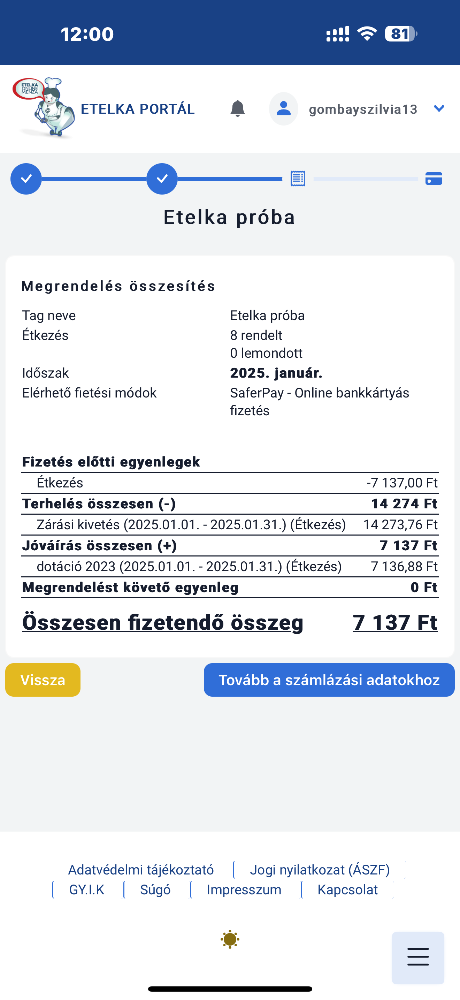 12:00
81
ETELKA
ONLINE
MENZA
@
ETELKA PORTÁL
gombayszilvia13
Etelka próba
Megrendelés összesítés
Tag neve Etelka próba
Étkezés 8 rendelt
0 lemondott
Időszak 2025. január.
Elérhető fietési módok SaferPay - Online bankkártyás
fizetés
Fizetés előtti egyenlegek
Étkezés -7 137,00 Ft
Terhelés összesen (-) 14 274 Ft
Zárási kivetés (2025.01.01. - 2025.01.31.) (Étkezés) 14 273,76 Ft
Jóváírás összesen (+) 7 137 Ft
dotáció 2023 (2025.01.01. - 2025.01.31.) (Étkezés) 7 136,88 Ft
Megrendelést követő egyenleg 0 Ft
Összesen fizetendő összeg 7 137 Ft
Vissza
Tovább a számlázási adatokhoz
Adatvédelmi tájékoztató Jogi nyilatkozat (ÁSZF)
GY.I.K Súgó Impresszum Kapcsolat